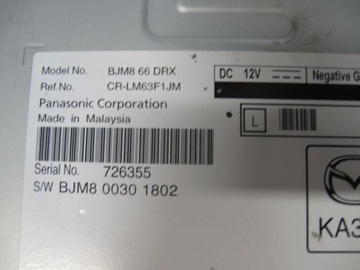 Model No. BJM8 66 DRX
Ref.No. CR-LM63F1JM
Panasonic Corporation
Made in Malaysia
Serial No. 726355
S/W BJM8 0030 1802
DC 12V Negative G
L
KA3